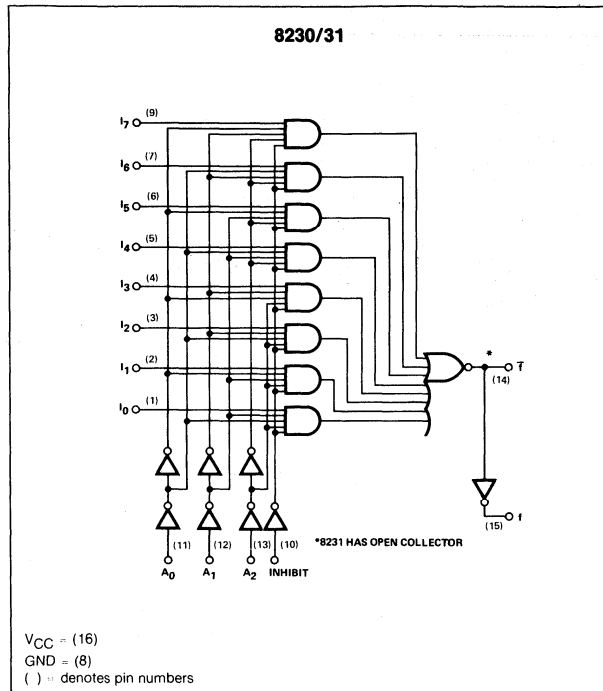 8230/31
I7 (9)
I6 (7)
I5 (6)
I4 (5)
I3 (4)
I2 (3)
I1 (2)
I0 (1)
* f̅
(14)
(15) f
(11) (12) (13) (10)
*8231 HAS OPEN COLLECTOR
A0 A1 A2 INHIBIT
VCC = (16)
GND = (8)
( ) = denotes pin numbers